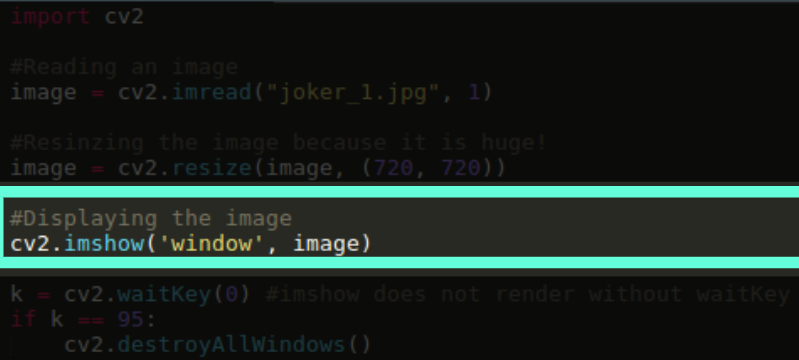 import cv2
#Reading an image
image = cv2.imread("joker_1.jpg", 1)
#Resinzing the image because it is huge!
image = cv2.resize(image, (720, 720))
#Displaying the image
cv2.imshow('window', image)
k = cv2.waitKey(0) #imshow does not render without waitKey
if k == 95:
    cv2.destroyAllWindows()